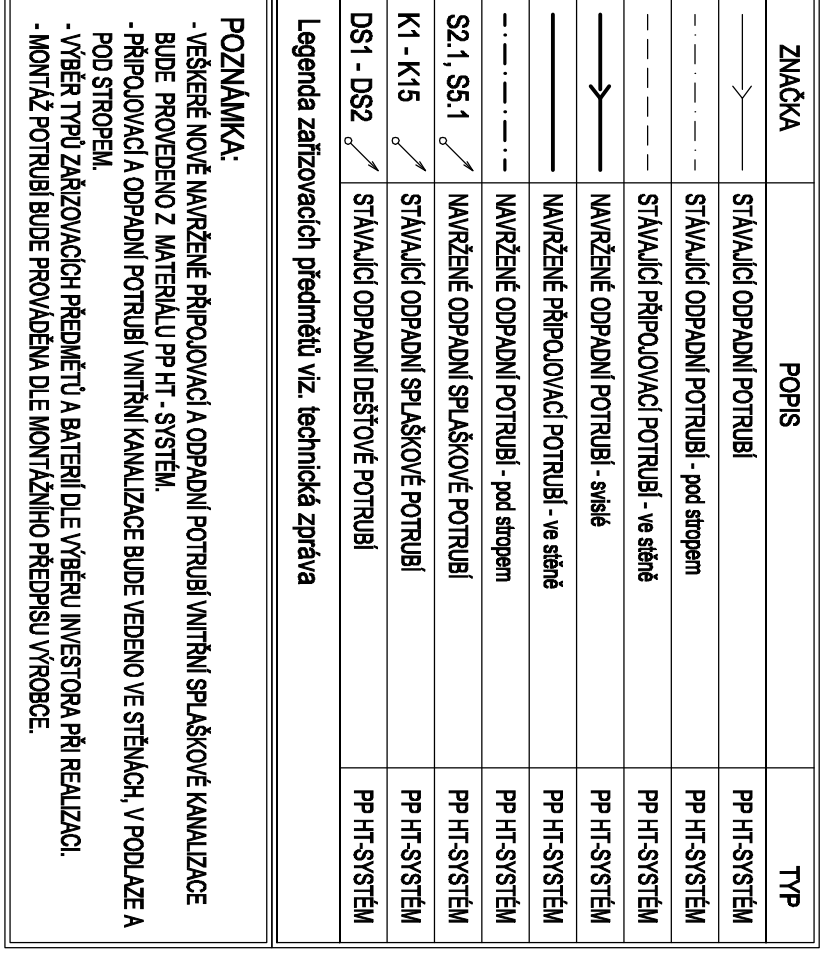 ZNAČKA POPIS TYP
STÁVAJÍCÍ ODPADNÍ POTRUBÍ PP HT-SYSTÉM
STÁVAJÍCÍ ODPADNÍ POTRUBÍ - pod stropem PP HT-SYSTÉM
STÁVAJÍCÍ PŘIPOJOVACÍ POTRUBÍ - ve stěně PP HT-SYSTÉM
NAVRŽENÉ ODPADNÍ POTRUBÍ - svislé PP HT-SYSTÉM
NAVRŽENÉ PŘIPOJOVACÍ POTRUBÍ - ve stěně PP HT-SYSTÉM
NAVRŽENÉ ODPADNÍ POTRUBÍ - pod stropem PP HT-SYSTÉM
S2.1, S5.1 NAVRŽENÉ ODPADNÍ SPLAŠKOVÉ POTRUBÍ PP HT-SYSTÉM
K1 - K15 STÁVAJÍCÍ ODPADNÍ SPLAŠKOVÉ POTRUBÍ PP HT-SYSTÉM
DS1 - DS2 STÁVAJÍCÍ ODPADNÍ DEŠŤOVÉ POTRUBÍ PP HT-SYSTÉM
Legenda zařizovacích předmětů viz. technická zpráva
POZNÁMKA:
- VEŠKERÉ NOVĚ NAVRŽENÉ PŘIPOJOVACÍ A ODPADNÍ POTRUBÍ VNITŘNÍ SPLAŠKOVÉ KANALIZACE
BUDE PROVEDENO Z MATERIÁLU PP HT - SYSTÉM.
- PŘIPOJOVACÍ A ODPADNÍ POTRUBÍ VNITŘNÍ KANALIZACE BUDE VEDENO VE STĚNÁCH, V PODLAZE A
POD STROPEM.
- VÝBĚR TYPŮ ZAŘIZOVACÍCH PŘEDMĚTŮ A BATERIÍ DLE VÝBĚRU INVESTORA PŘI REALIZACI.
- MONTÁŽ POTRUBÍ BUDE PROVÁDĚNA DLE MONTÁŽNÍHO PŘEDPISU VÝROBCE.